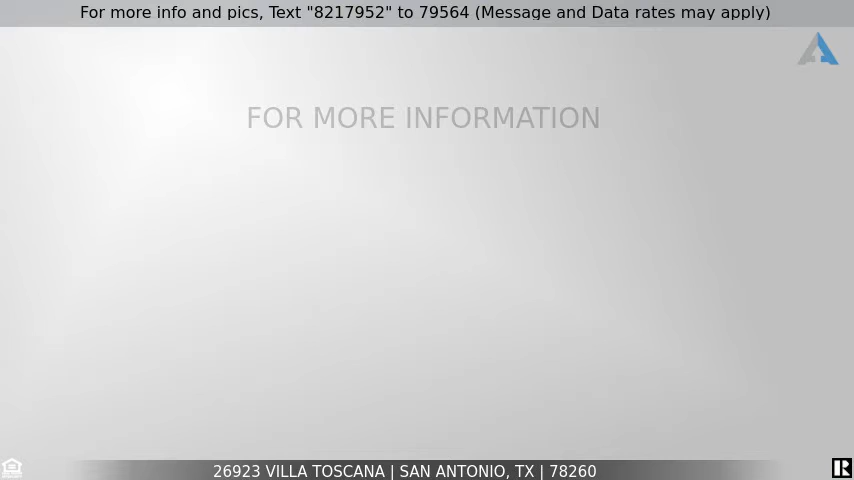 For more info and pics, Text "8217952" to 79564 (Message and Data rates may apply)
FOR MORE INFORMATION
26923 VILLA TOSCANA | SAN ANTONIO, TX | 78260